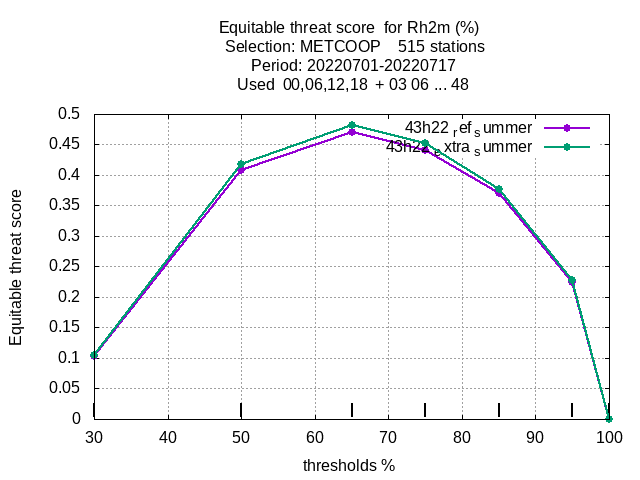 Equitable threat score for Rh2m (%)
Selection: METCOOP 515 stations
Period: 20220701-20220717
Used 00,06,12,18 + 03 06 ... 48
43h22 ref summer
extra summer
Equitable threat score
0.5
0.45
0.4
0.35
0.3
0.25
0.2
0.15
0.1
0.05
0
30 40 50 60 70 80 90 100
thresholds %